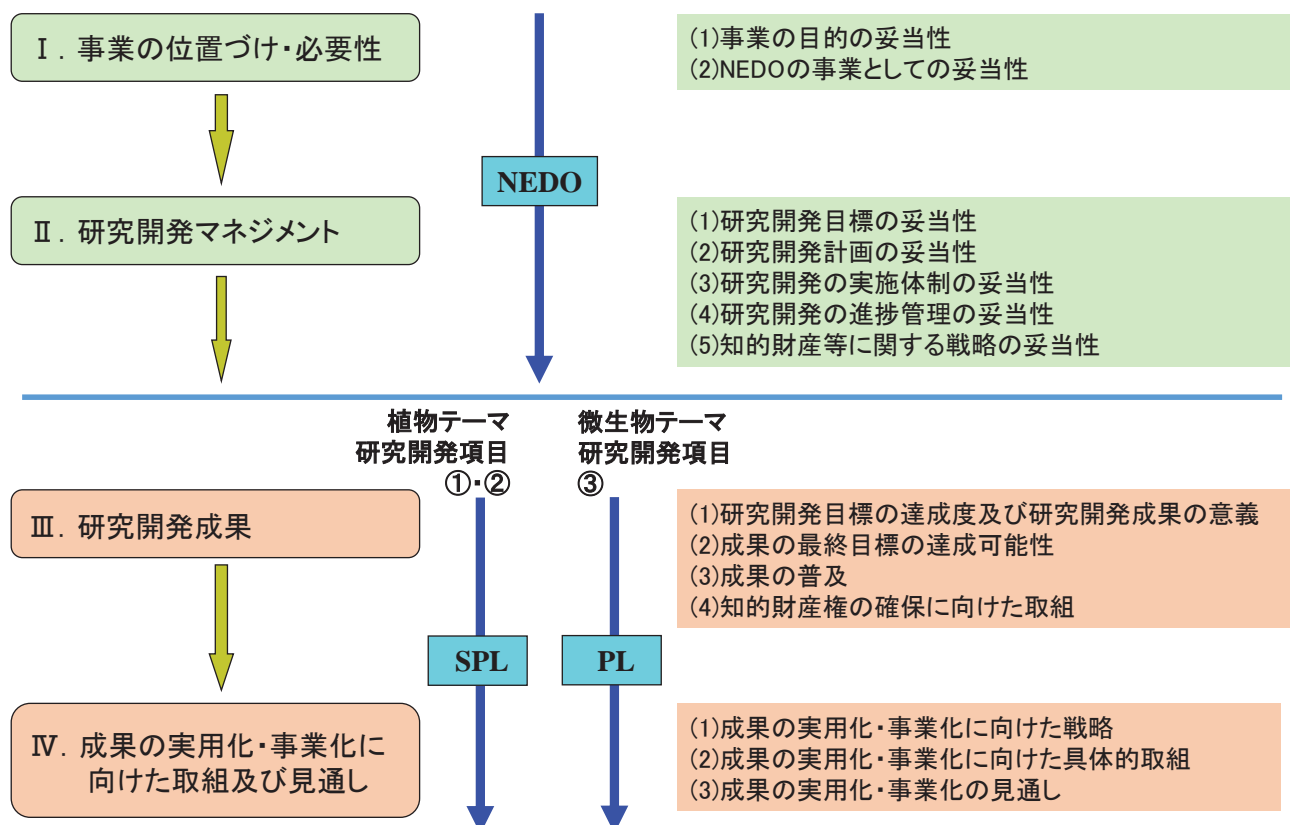 Ⅰ. 事業の位置づけ・必要性
(1)事業の目的の妥当性
(2)NEDOの事業としての妥当性
NEDO
Ⅱ. 研究開発マネジメント
(1)研究開発目標の妥当性
(2)研究開発計画の妥当性
(3)研究開発の実施体制の妥当性
(4)研究開発の進捗管理の妥当性
(5)知的財産等に関する戦略の妥当性
植物テーマ
研究開発項目
①・②
微生物テーマ
研究開発項目
③
Ⅲ. 研究開発成果
(1)研究開発目標の達成度及び研究開発成果の意義
(2)成果の最終目標の達成可能性
(3)成果の普及
(4)知的財産権の確保に向けた取組
SPL
PL
Ⅳ. 成果の実用化・事業化に
向けた取組及び見通し
(1)成果の実用化・事業化に向けた戦略
(2)成果の実用化・事業化に向けた具体的取組
(3)成果の実用化・事業化の見通し